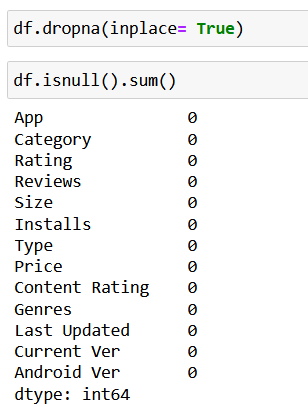 df.dropna(inplace= True)
df.isnull().sum()
App 0
Category 0
Rating 0
Reviews 0
Size 0
Installs 0
Type 0
Price 0
Content Rating 0
Genres 0
Last Updated 0
Current Ver 0
Android Ver 0
dtype: int64